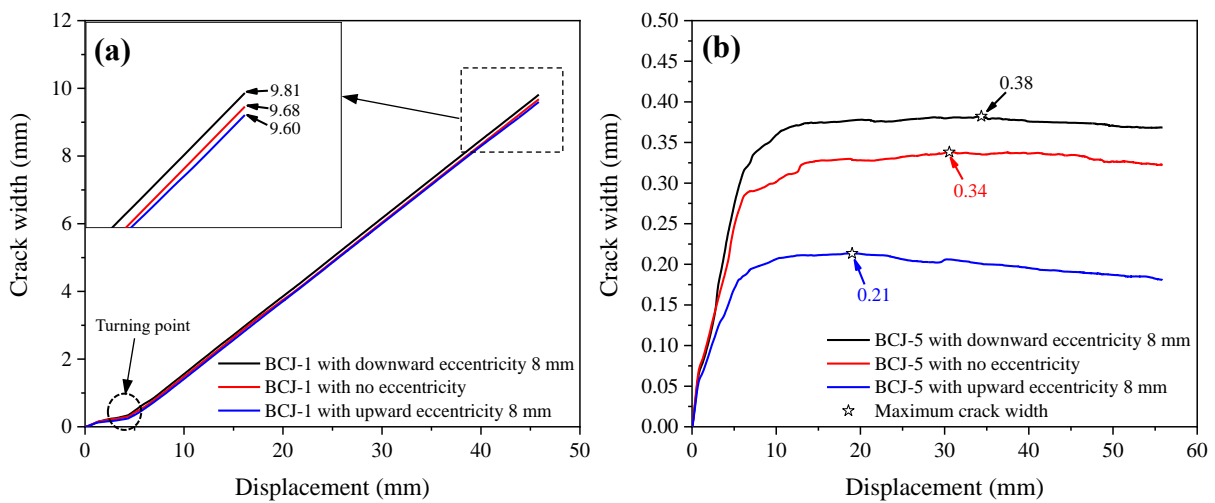 (a)
12
10
8
6
4
2
0
Crack width (mm)
9.81
9.68
9.60
Turning point
BCJ-1 with downward eccentricity 8 mm
BCJ-1 with no eccentricity
BCJ-1 with upward eccentricity 8 mm
0 10 20 30 40 50
Displacement (mm)
(b)
0.50
0.45
0.40
0.35
0.30
0.25
0.20
0.15
0.10
0.05
0.00
Crack width (mm)
0.38
0.34
0.21
BCJ-5 with downward eccentricity 8 mm
BCJ-5 with no eccentricity
BCJ-5 with upward eccentricity 8 mm
Maximum crack width
0 10 20 30 40 50 60
Displacement (mm)